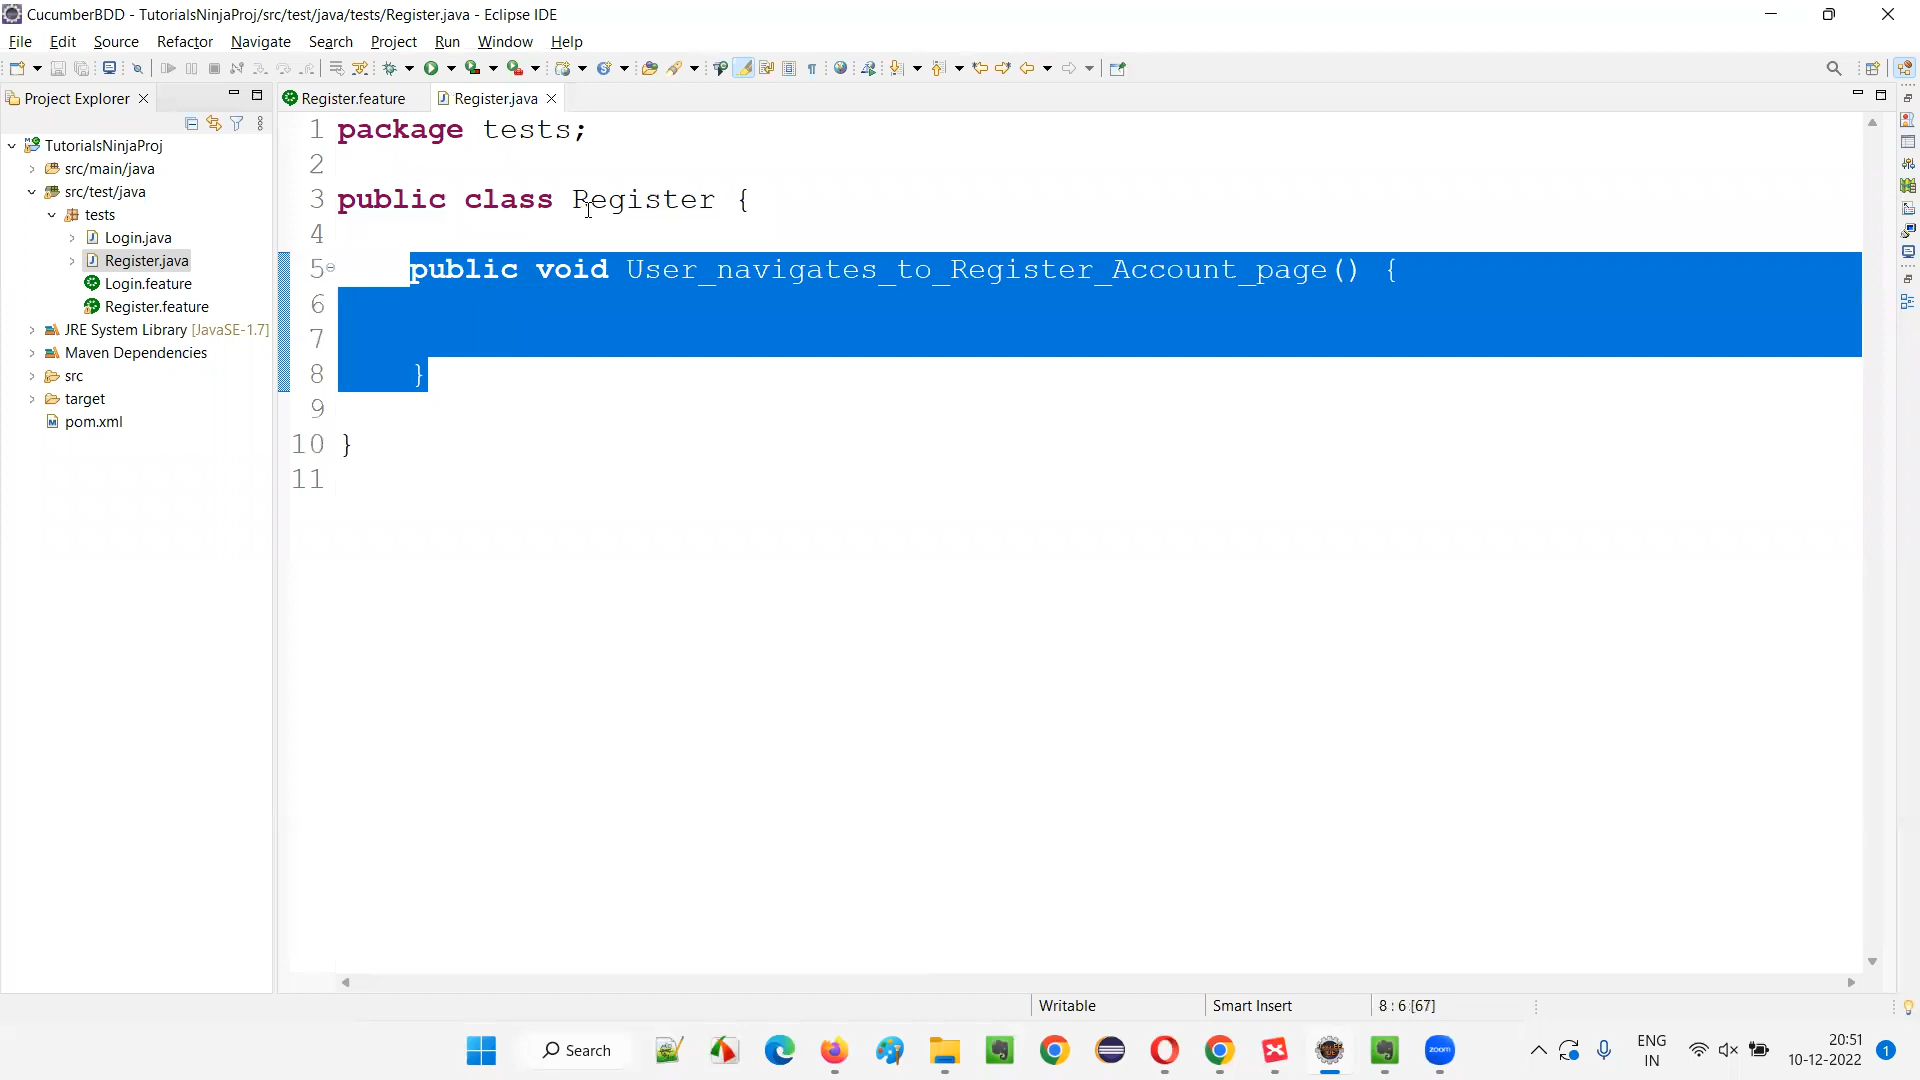 CucumberBDD - TutorialsNinjaProj/src/test/java/tests/Register.java - Eclipse IDE
File Edit Source Refactor Navigate Search Project Run Window Help
Project Explorer
Register.feature
Register.java
TutorialsNinjaProj
src/main/java
src/test/java
tests
Login.java
Register.java
Login.feature
Register.feature
JRE System Library [JavaSE-1.7]
Maven Dependencies
src
target
pom.xml
1 package tests;
2
3 public class Register {
4
5 public void User_navigates_to_Register_Account_page() {
6
7
8 }
9
10 }
11
Writable
Smart Insert
8 : 6 [67]
Search
zoom
ENG
IN
20:51
10-12-2022
1